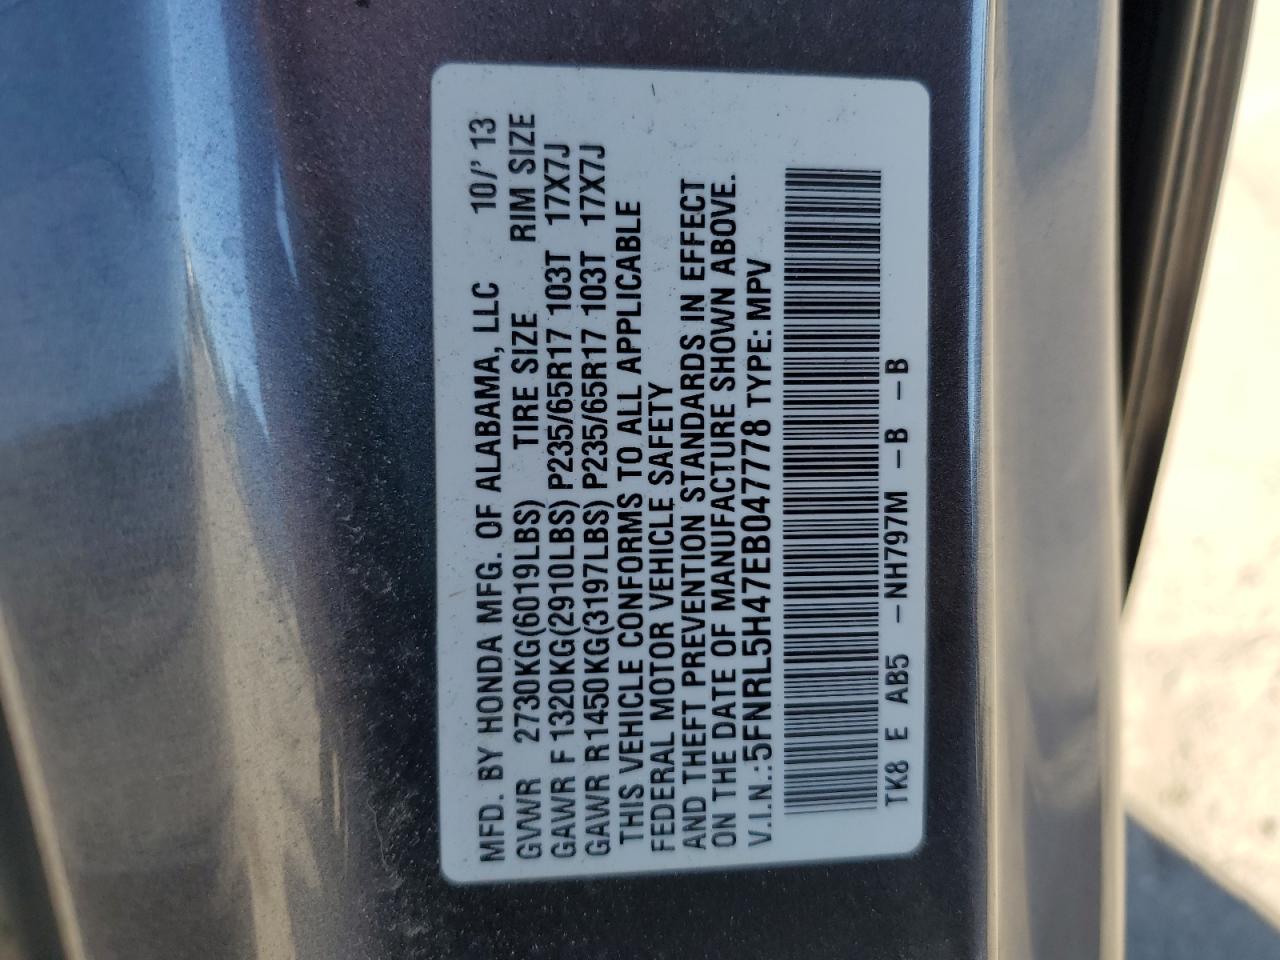 MFD. BY HONDA MFG. OF ALABAMA, LLC 10/' 13
GVWR 2730KG(6019LBS) TIRE SIZE RIM SIZE
GAWR F 1320KG(2910LBS) P235/65R17 103T 17X7J
GAWR R 1450KG(3197LBS) P235/65R17 103T 17X7J
THIS VEHICLE CONFORMS TO ALL APPLICABLE
FEDERAL MOTOR VEHICLE SAFETY
AND THEFT PREVENTION STANDARDS IN EFFECT
ON THE DATE OF MANUFACTURE SHOWN ABOVE.
V.I.N.:5FNRL5H47EB047778 TYPE: MPV
TK8 E AB5 -NH797M -B -B